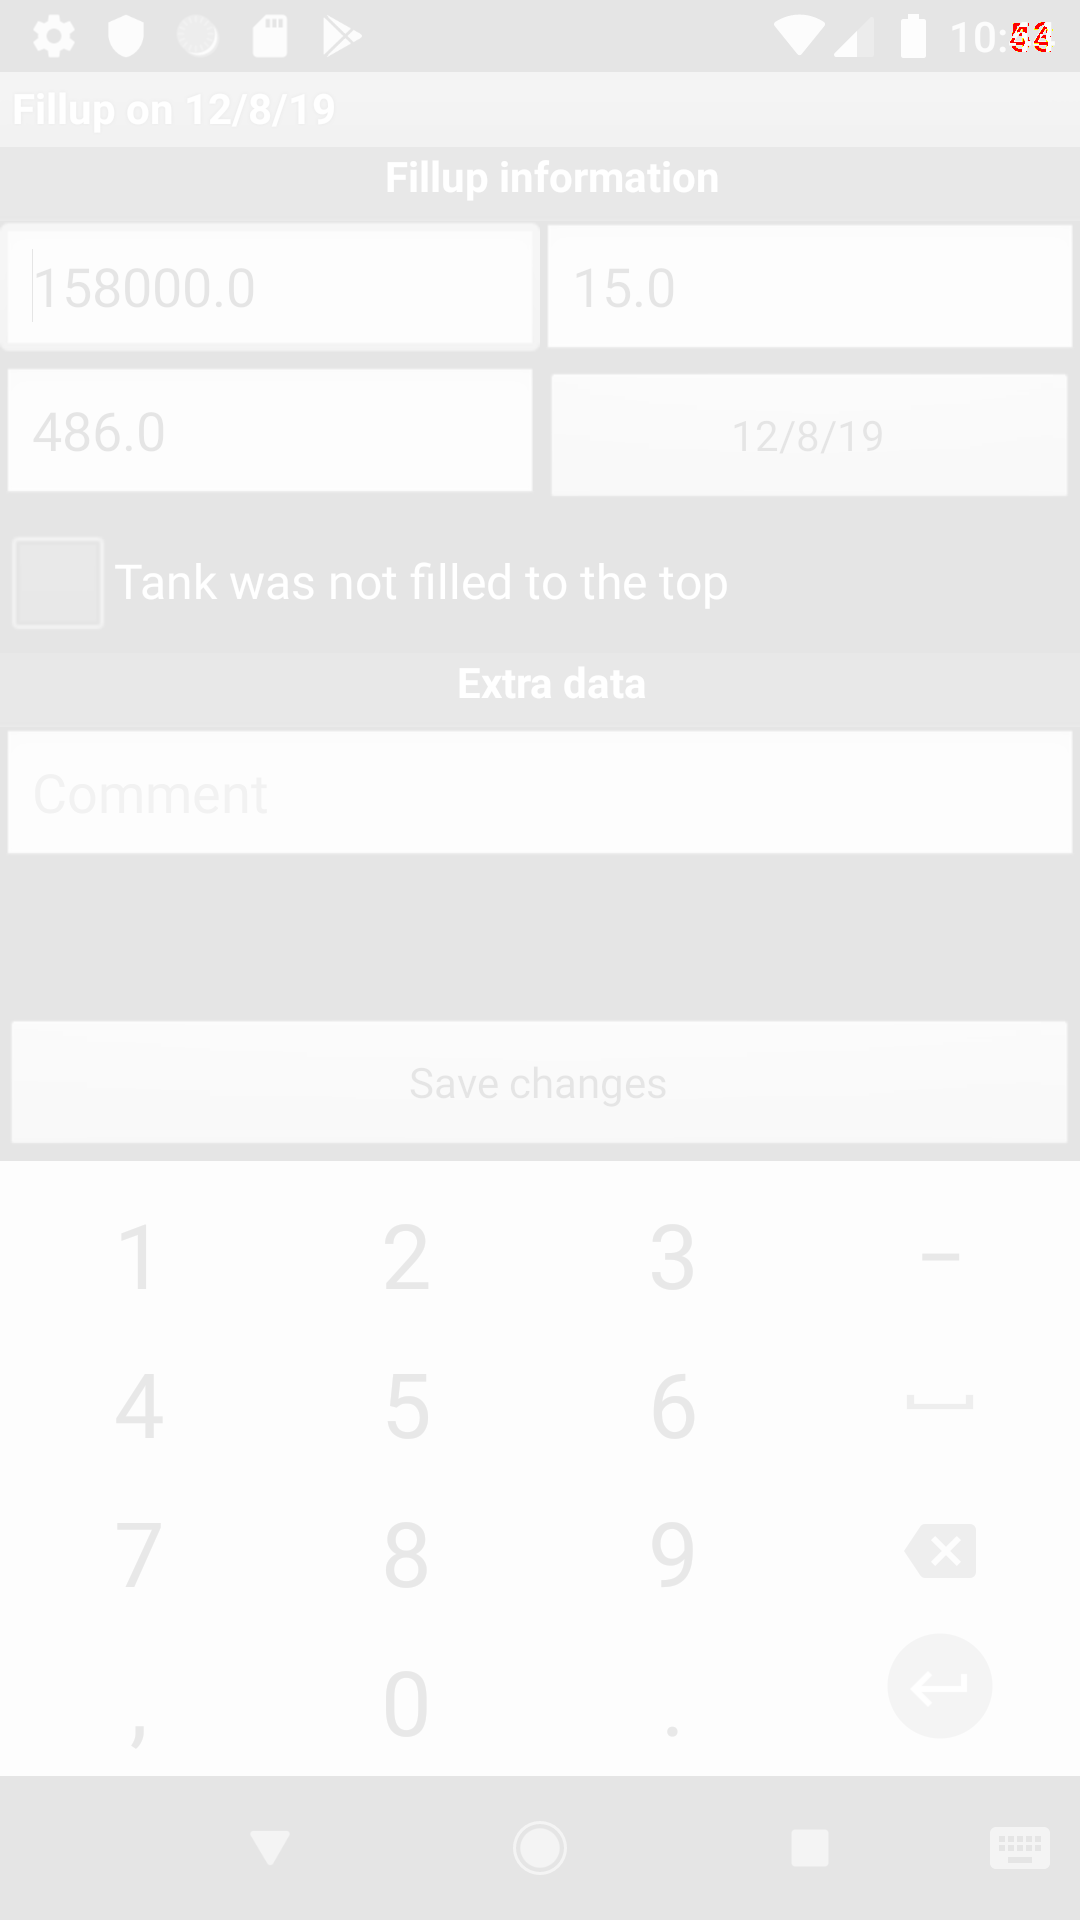 Fillup on 12/8/19
Fillup information
158000.0 15.0
486.0 12/8/19
Tank was not filled to the top
Extra data
Comment
Save changes
1 2 3 –
4 5 6
7 8 9
, 0 .